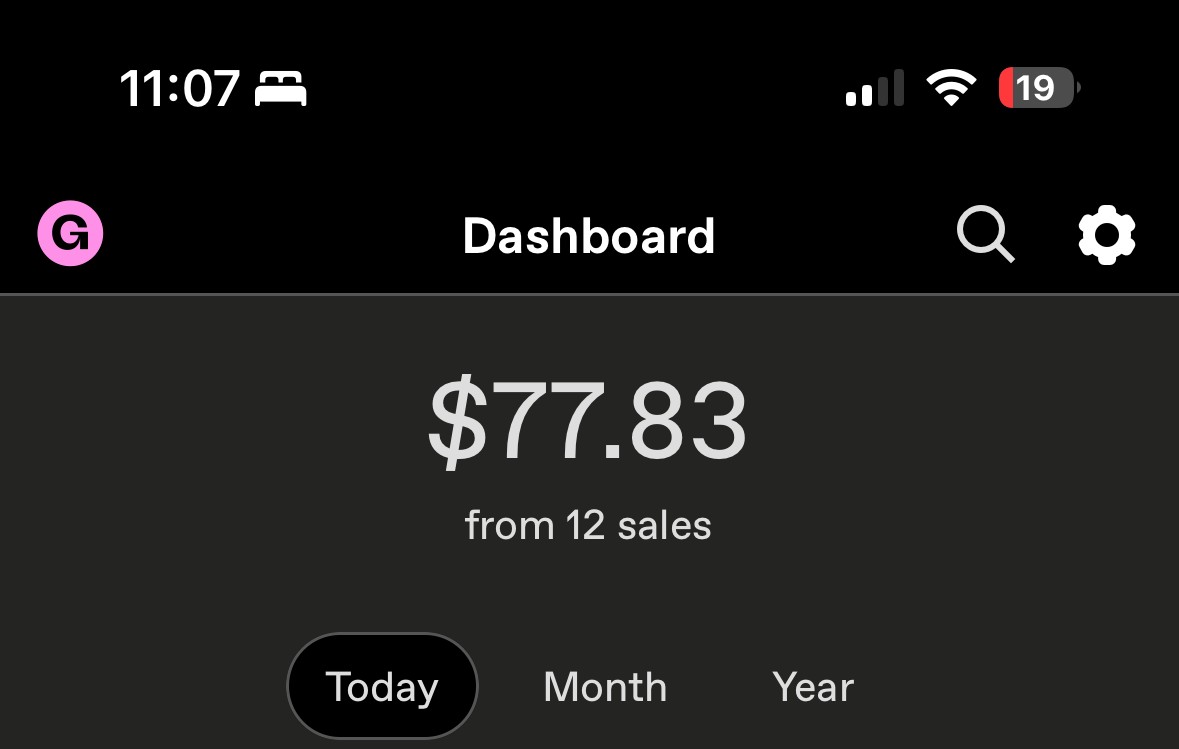 11:07
19
G
Dashboard
$77.83
from 12 sales
Today Month Year